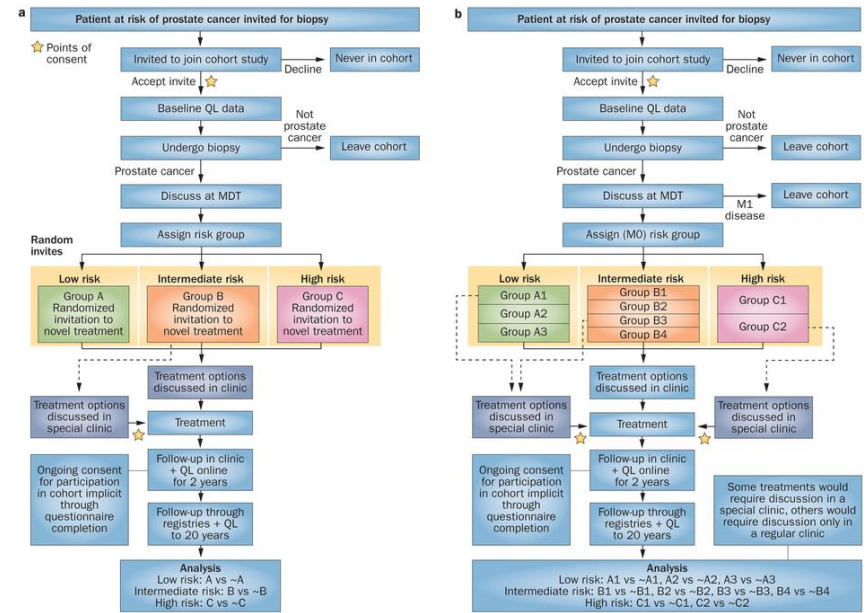 a
Patient at risk of prostate cancer invited for biopsy
Points of
consent
Invited to join cohort study
Decline
Never in cohort
Accept invite
Baseline QL data
Undergo biopsy
Not
prostate
cancer
Leave cohort
Prostate cancer
Discuss at MDT
Assign risk group
Random
invites
Low risk
Group A
Randomized
invitation to
novel treatment
Intermediate risk
Group B
Randomized
invitation to
novel treatment
High risk
Group C
Randomized
invitation to
novel treatment
Treatment options
discussed in clinic
Treatment options
discussed in
special clinic
Treatment
Ongoing consent
for participation
in cohort implicit
through
questionnaire
completion
Follow-up in clinic
+ QL online
for 2 years
Follow-up through
registries + QL
to 20 years
Analysis
Low risk: A vs ~A
Intermediate risk: B vs ~B
High risk: C vs ~C
b
Patient at risk of prostate cancer invited for biopsy
Invited to join cohort study
Decline
Never in cohort
Accept invite
Baseline QL data
Undergo biopsy
Not
prostate
cancer
Leave cohort
Prostate cancer
Discuss at MDT
M1
disease
Leave cohort
Assign (M0) risk group
Low risk
Group A1
Group A2
Group A3
Intermediate risk
Group B1
Group B2
Group B3
Group B4
High risk
Group C1
Group C2
Treatment options
discussed in clinic
Treatment options
discussed in
special clinic
Treatment
Treatment options
discussed in
special clinic
Ongoing consent
for participation
in cohort implicit
through
questionnaire
completion
Follow-up in clinic
+ QL online
for 2 years
Follow-up through
registries + QL
to 20 years
Some treatments would
require discussion in a
special clinic, others would
require discussion only in
a regular clinic
Analysis
Low risk: A1 vs ~A1, A2 vs ~A2, A3 vs ~A3
Intermediate risk: B1 vs ~B1, B2 vs ~B2, B3 vs ~B3, B4 vs ~B4
High risk: C1 vs ~C1, C2 vs ~C2